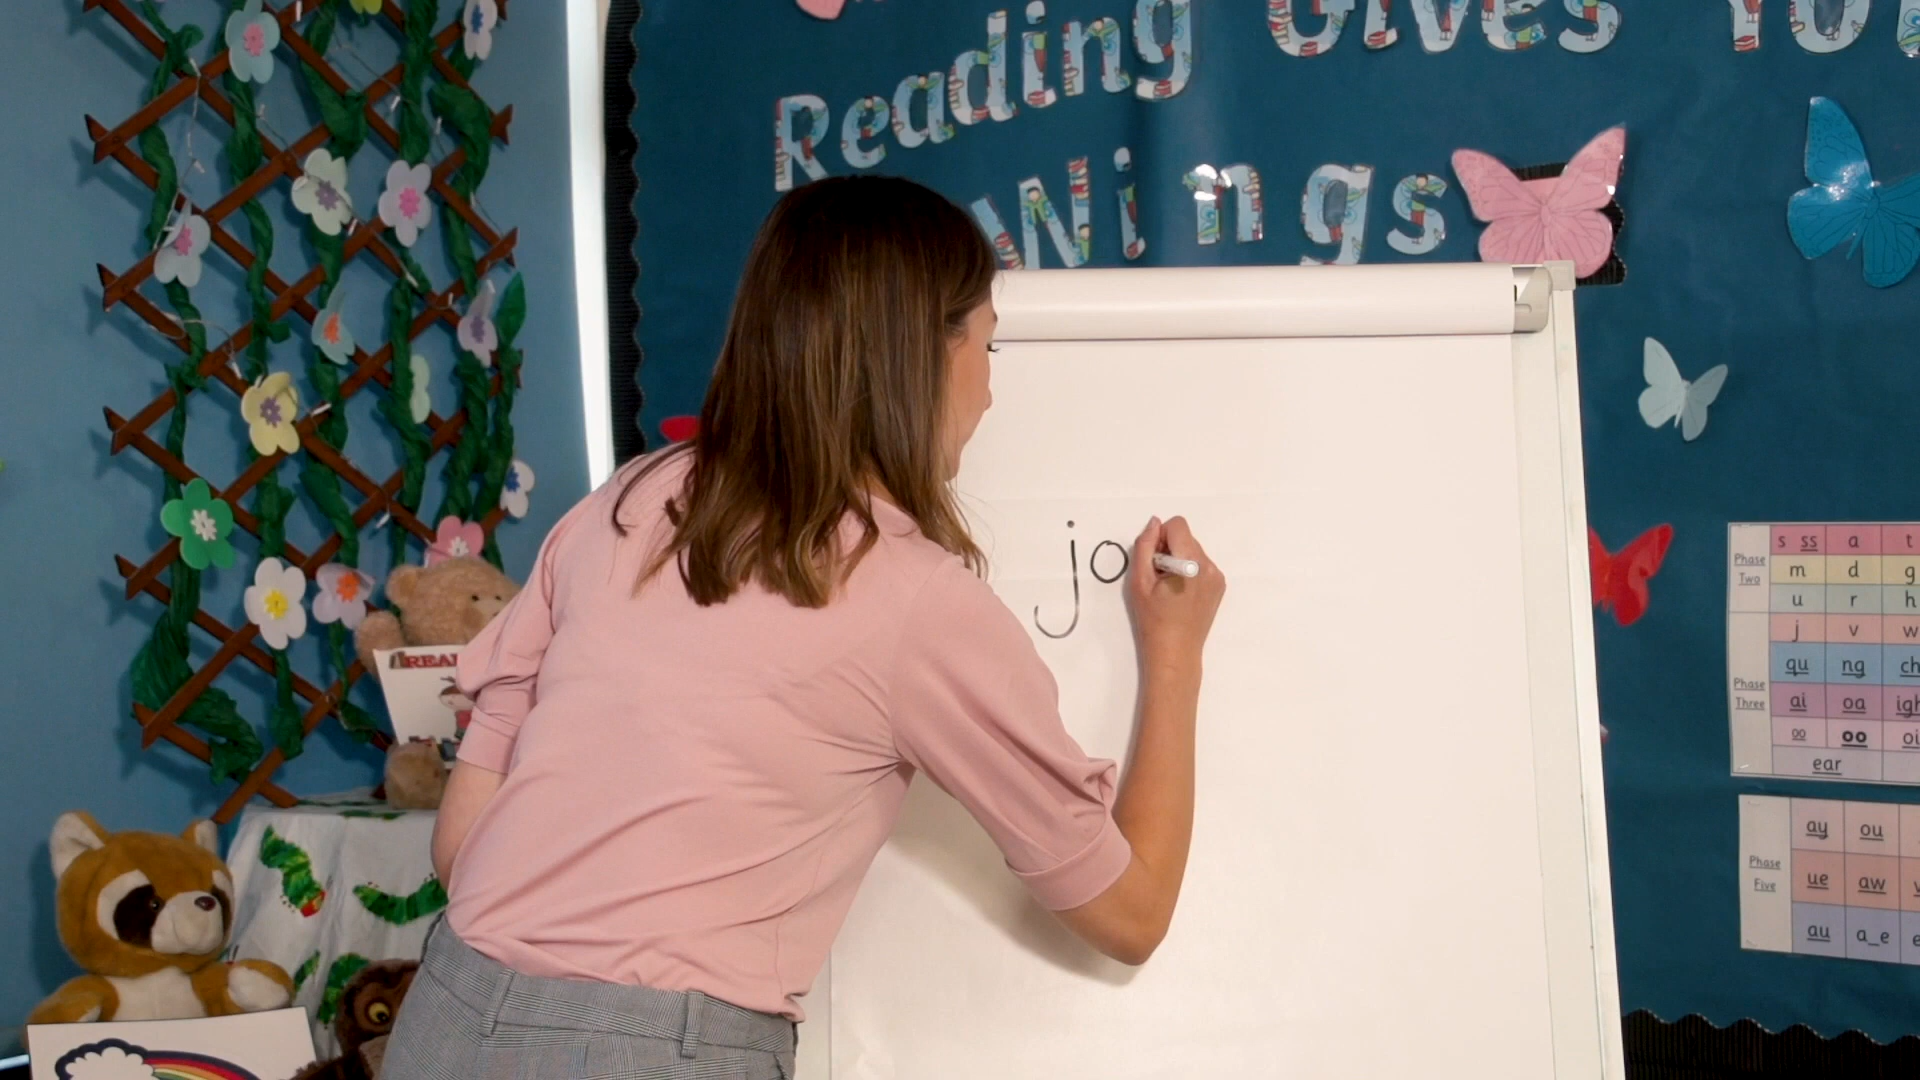 Reading Gives You
Wings
jo
READ
Phase Two
s ss a t
m d g
u r h
Phase Three
j v w
qu ng ch
ai oa igh
oo oo oi
ear
Phase Five
ay ou
ue aw
au a_e e